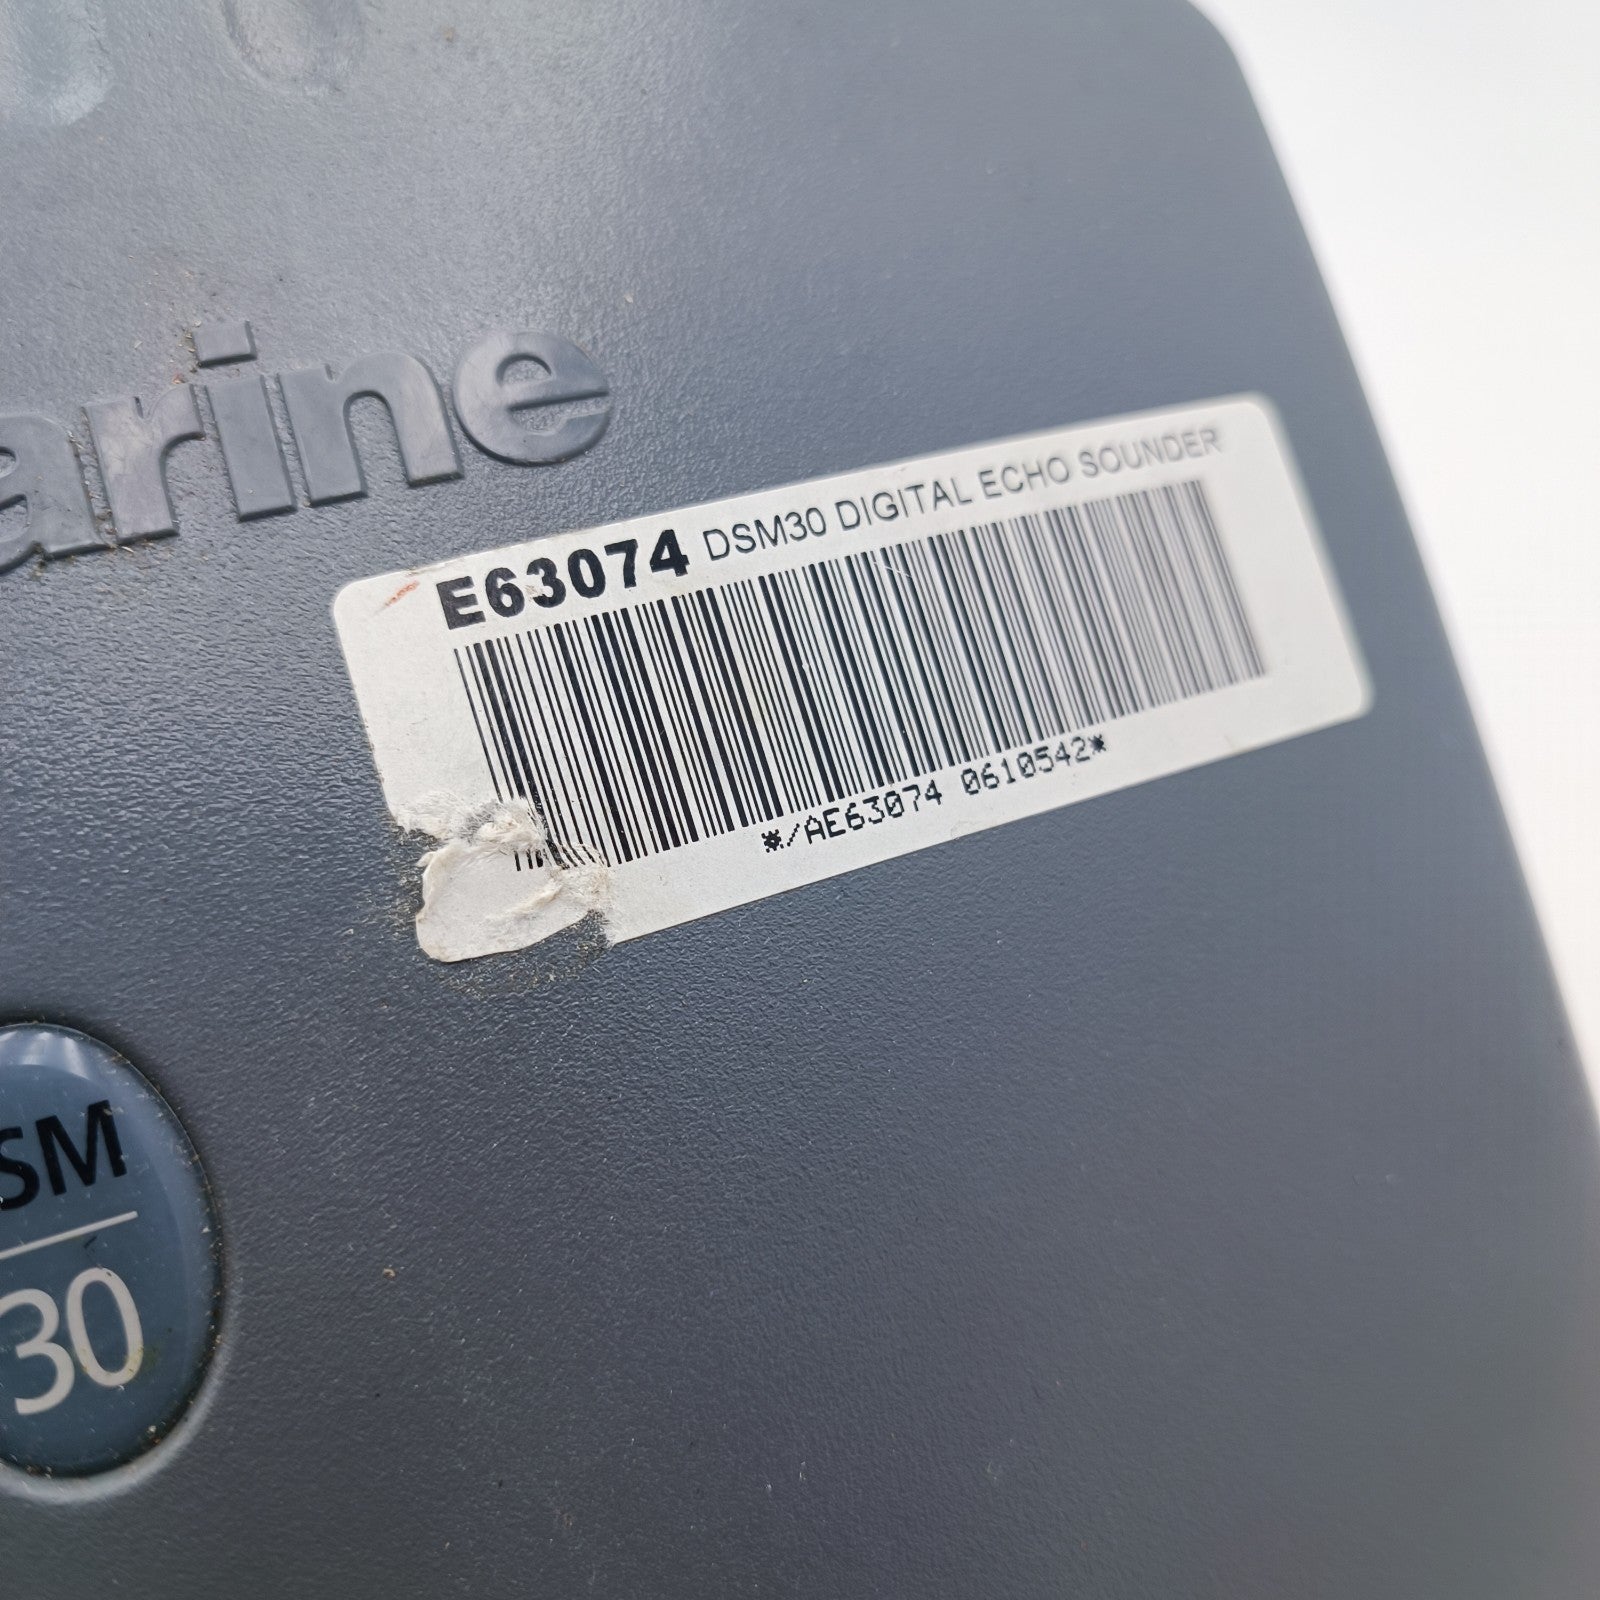 arine
E63074 DSM30 DIGITAL ECHO SOUNDER
*/AE63074 0610542*
SM
30